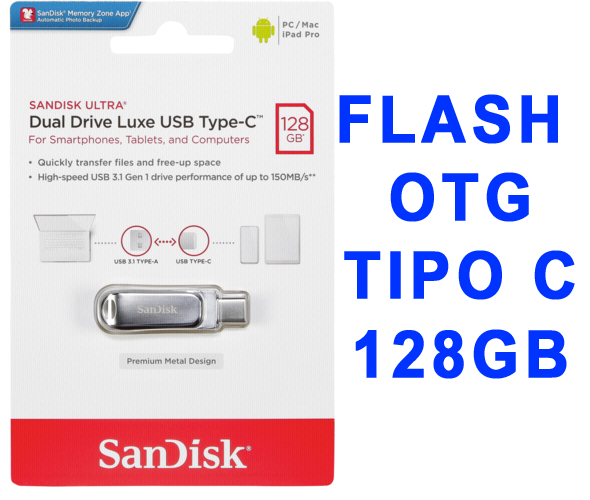 SanDisk® Memory Zone App†
Automatic Photo Backup
PC / Mac
iPad Pro
SANDISK ULTRA®
Dual Drive Luxe USB Type-C™
For Smartphones, Tablets, and Computers
128
GB*
• Quickly transfer files and free-up space
• High-speed USB 3.1 Gen 1 drive performance of up to 150MB/s**
USB 3.1 TYPE-A
USB TYPE-C
SanDisk
Premium Metal Design
SanDisk®
FLASH
OTG
TIPO C
128GB